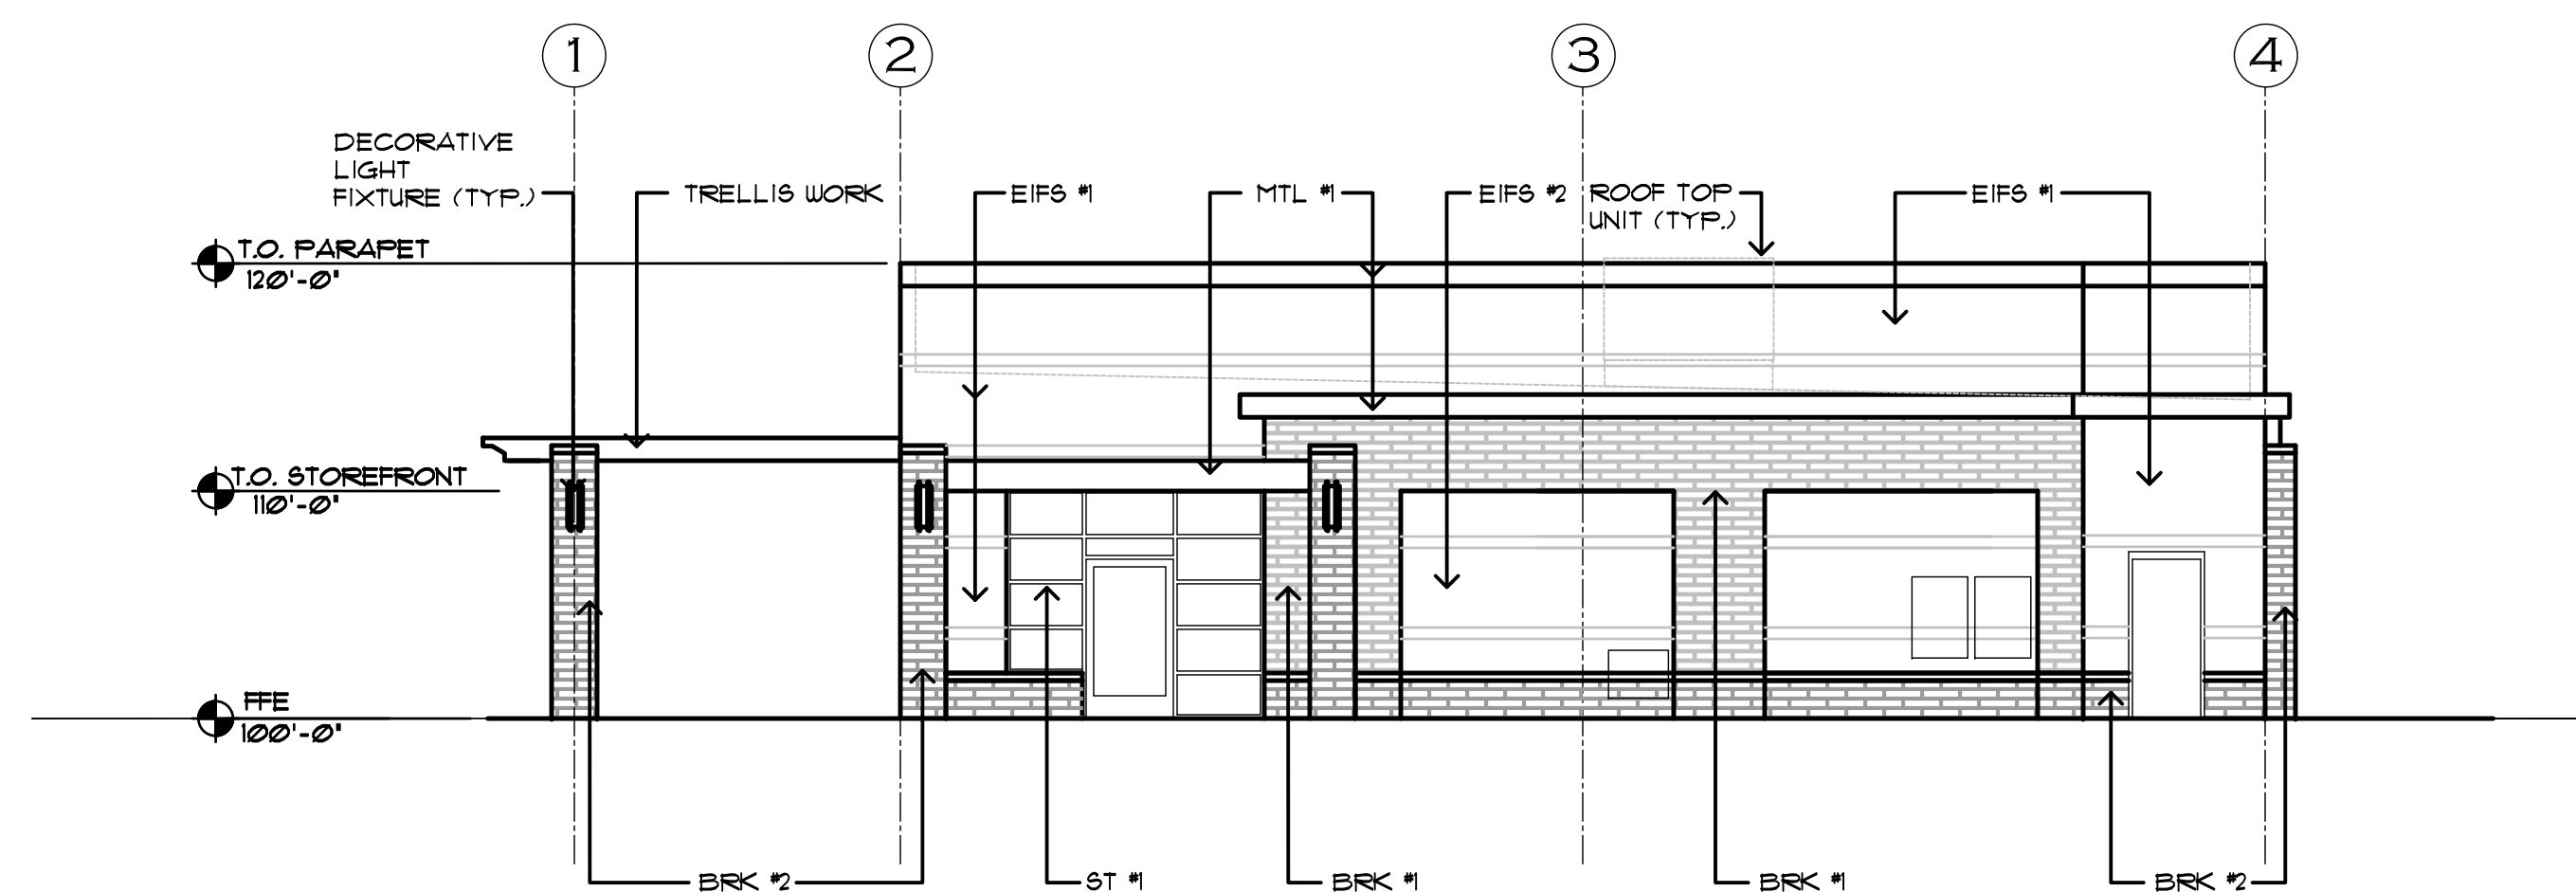 1 2 3 4
DECORATIVE
LIGHT
FIXTURE (TYP.)
TRELLIS WORK
EIFS #1
MTL #1
EIFS #2
ROOF TOP
UNIT (TYP.)
EIFS #1
T.O. PARAPET
120'-0"
T.O. STOREFRONT
110'-0"
FFE
100'-0"
BRK #2
ST #1
BRK #1
BRK #1
BRK #2